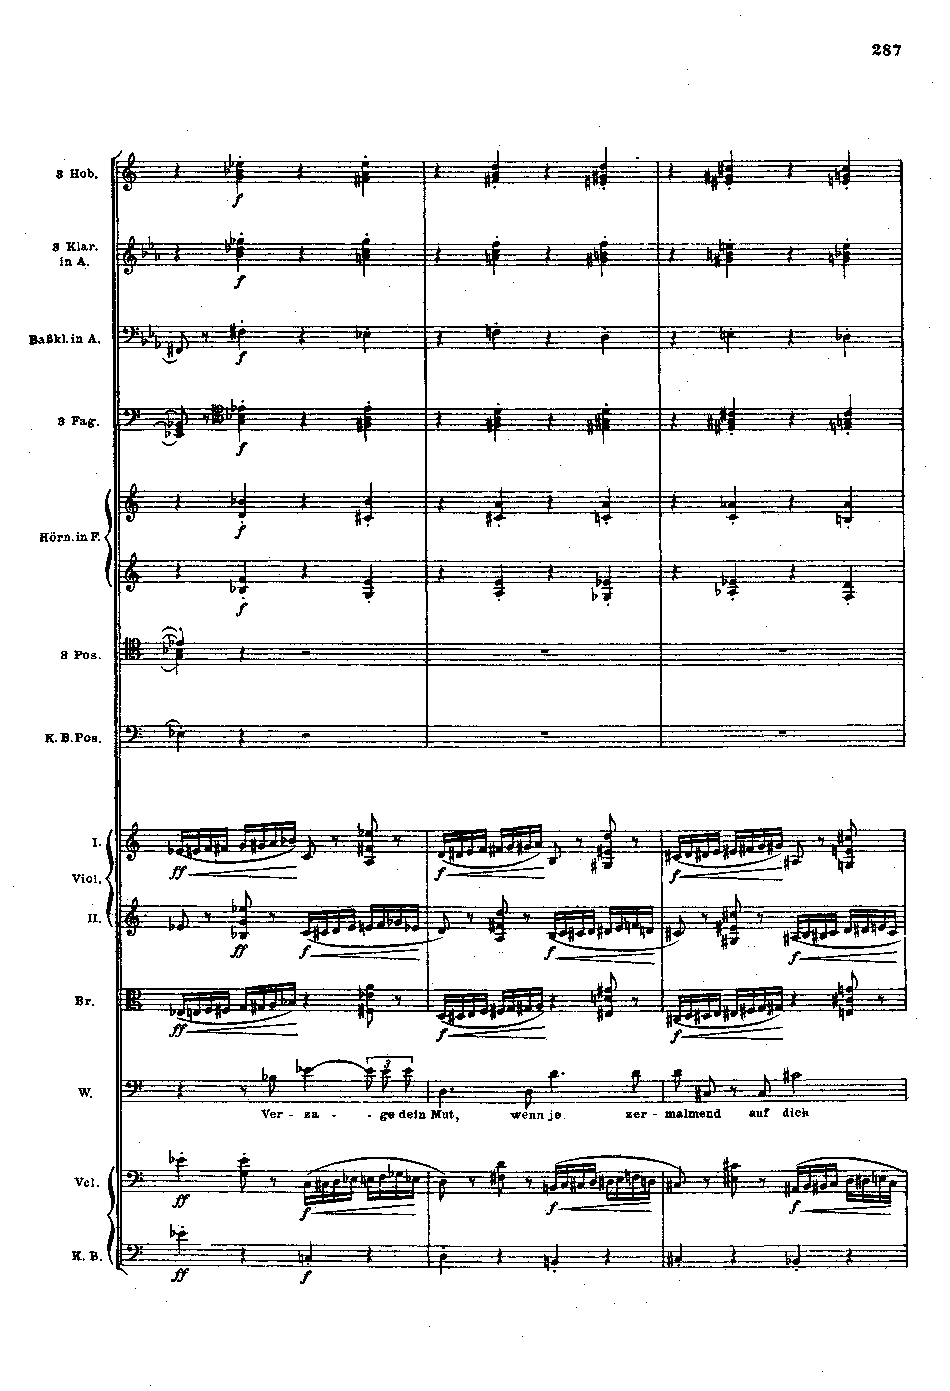 287
3 Hob.
f
3 Klar.
in A.
f
Baßkl. in A.
f
3 Fag.
f
Hörn. in F.
f
f
3 Pos.
K. B. Pos.
I.
ff f f
Viol.
II.
ff f f f
Br.
ff f f
3
W.
Ver - za - - ge dein Mut, wenn je zer - malmend auf dich
Vcl.
ff f f f
K. B.
ff f